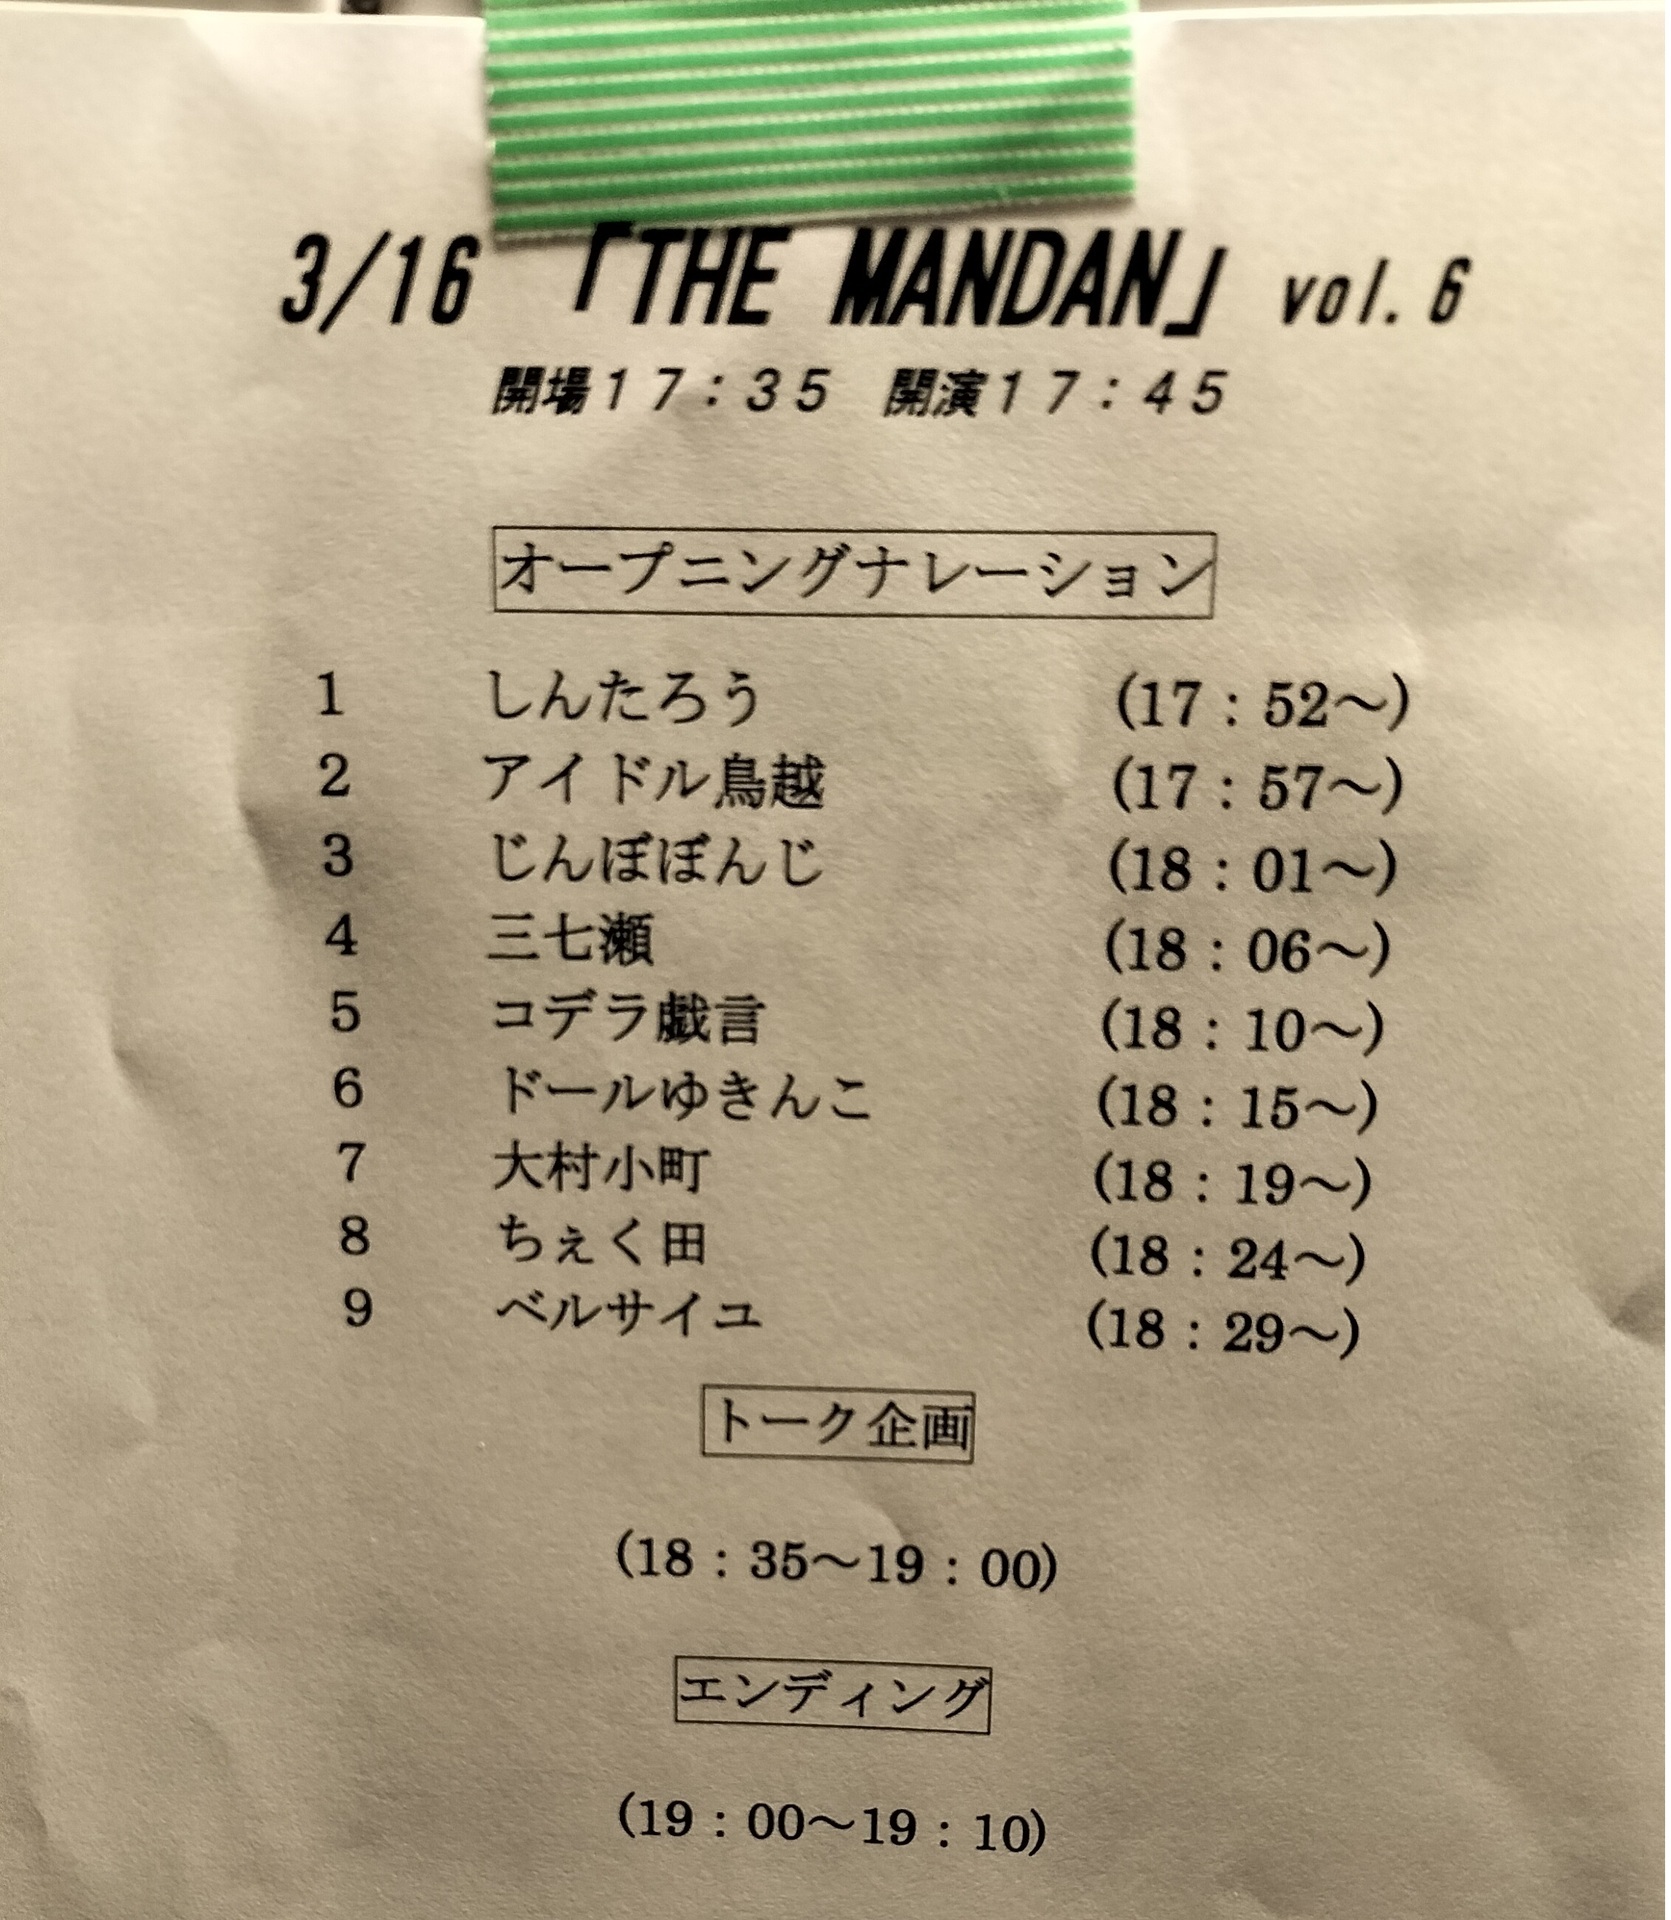 3/16 「THE MANDAN」 vol.6
開場17:35 開演17:45
オープニングナレーション
1 しんたろう (17:52〜)
2 アイドル鳥越 (17:57〜)
3 じんぼぼんじ (18:01〜)
4 三七瀬 (18:06〜)
5 コデラ戯言 (18:10〜)
6 ドールゆきんこ (18:15〜)
7 大村小町 (18:19〜)
8 ちぇく田 (18:24〜)
9 ベルサイユ (18:29〜)
トーク企画
(18:35〜19:00)
エンディング
(19:00〜19:10)